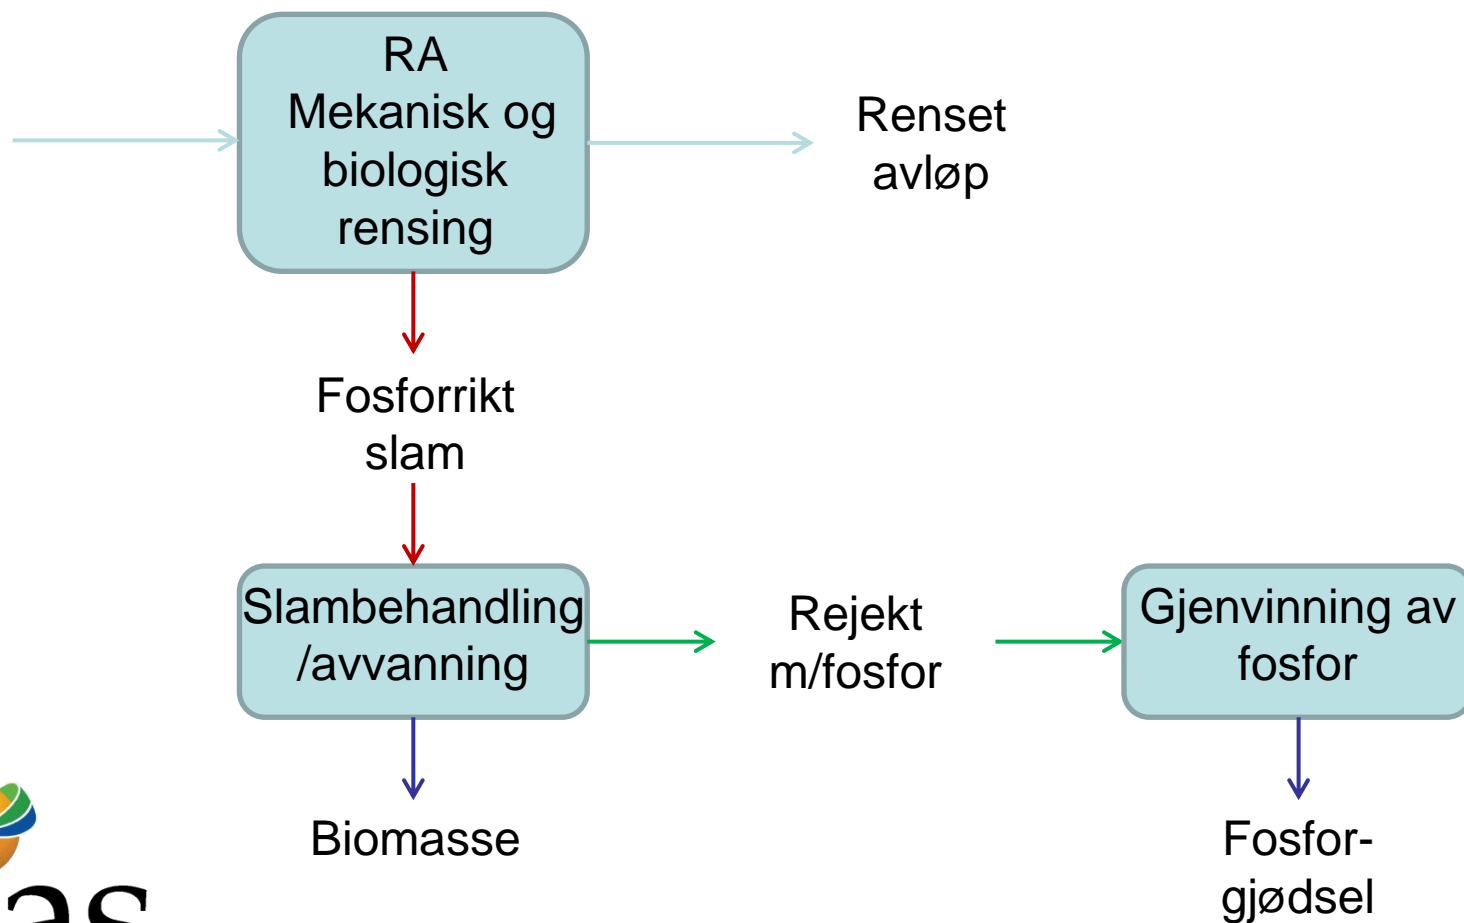 RA
Mekanisk og
biologisk
rensing
Renset
avløp
Fosforrikt
slam
Slambehandling
/avvanning
Rejekt
m/fosfor
Gjenvinning av
fosfor
Biomasse
Fosfor-
gjødsel
as